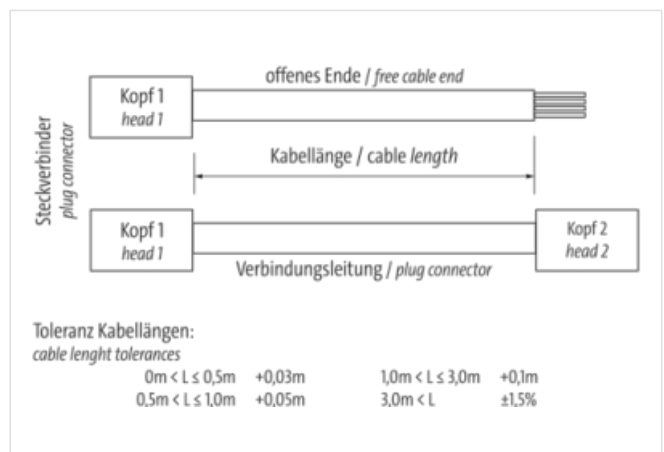 offenes Ende / free cable end
Kopf 1
head 1
Kabellänge / cable length
Steckverbinder
plug connector
Kopf 1
head 1
Kopf 2
head 2
Verbindungsleitung / plug connector
Toleranz Kabellängen:
cable lenght tolerances
0m < L ≤ 0,5m +0,03m 1,0m < L ≤ 3,0m +0,1m
0,5m < L ≤ 1,0m +0,05m 3,0m < L ±1,5%